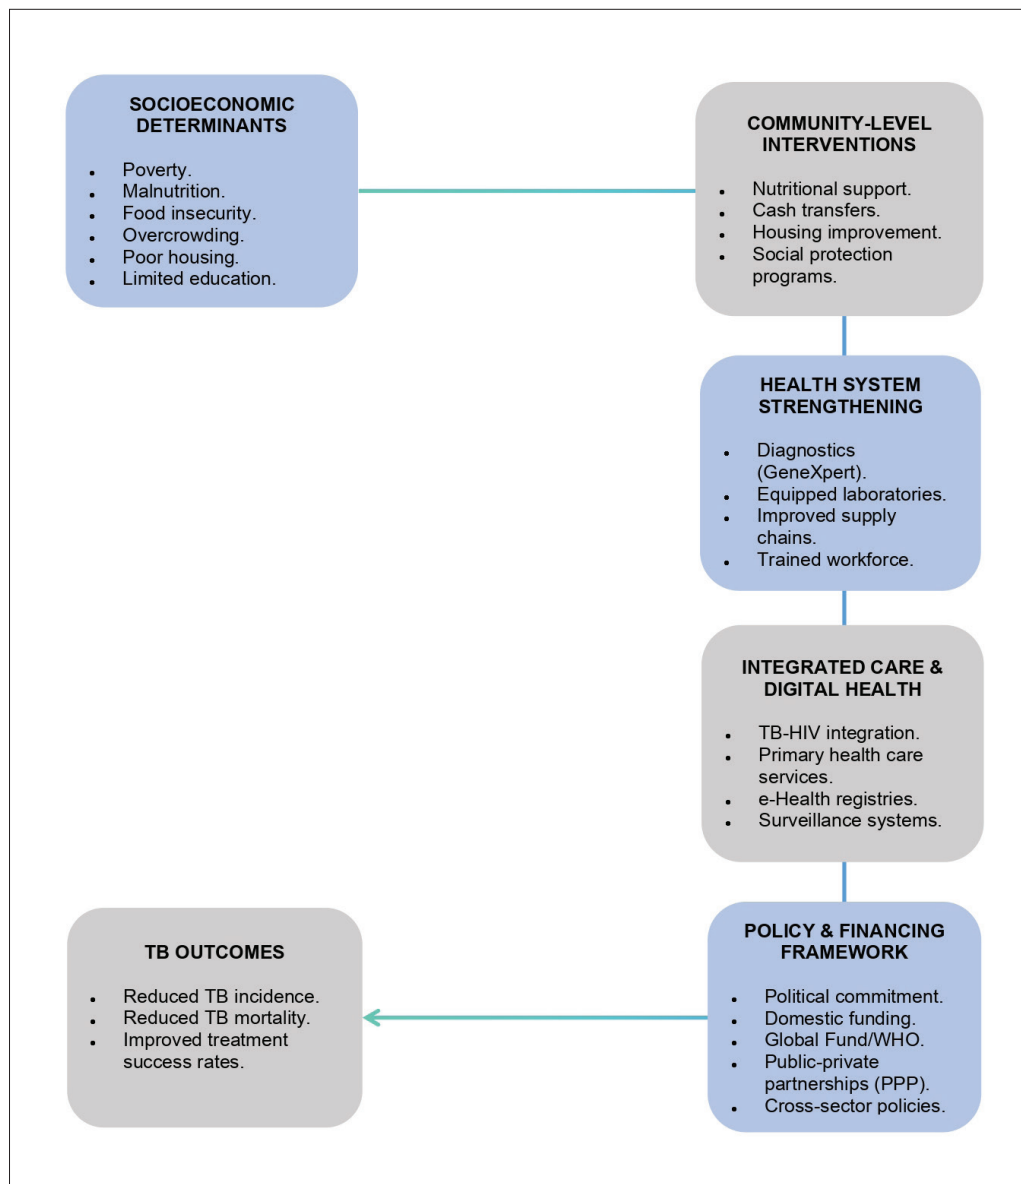 SOCIOECONOMIC
DETERMINANTS
• Poverty.
• Malnutrition.
• Food insecurity.
• Overcrowding.
• Poor housing.
• Limited education.
COMMUNITY-LEVEL
INTERVENTIONS
• Nutritional support.
• Cash transfers.
• Housing improvement.
• Social protection
programs.
HEALTH SYSTEM
STRENGTHENING
• Diagnostics
(GeneXpert).
• Equipped laboratories.
• Improved supply
chains.
• Trained workforce.
INTEGRATED CARE &
DIGITAL HEALTH
• TB-HIV integration.
• Primary health care
services.
• e-Health registries.
• Surveillance systems.
POLICY & FINANCING
FRAMEWORK
• Political commitment.
• Domestic funding.
• Global Fund/WHO.
• Public-private
partnerships (PPP).
• Cross-sector policies.
TB OUTCOMES
• Reduced TB incidence.
• Reduced TB mortality.
• Improved treatment
success rates.